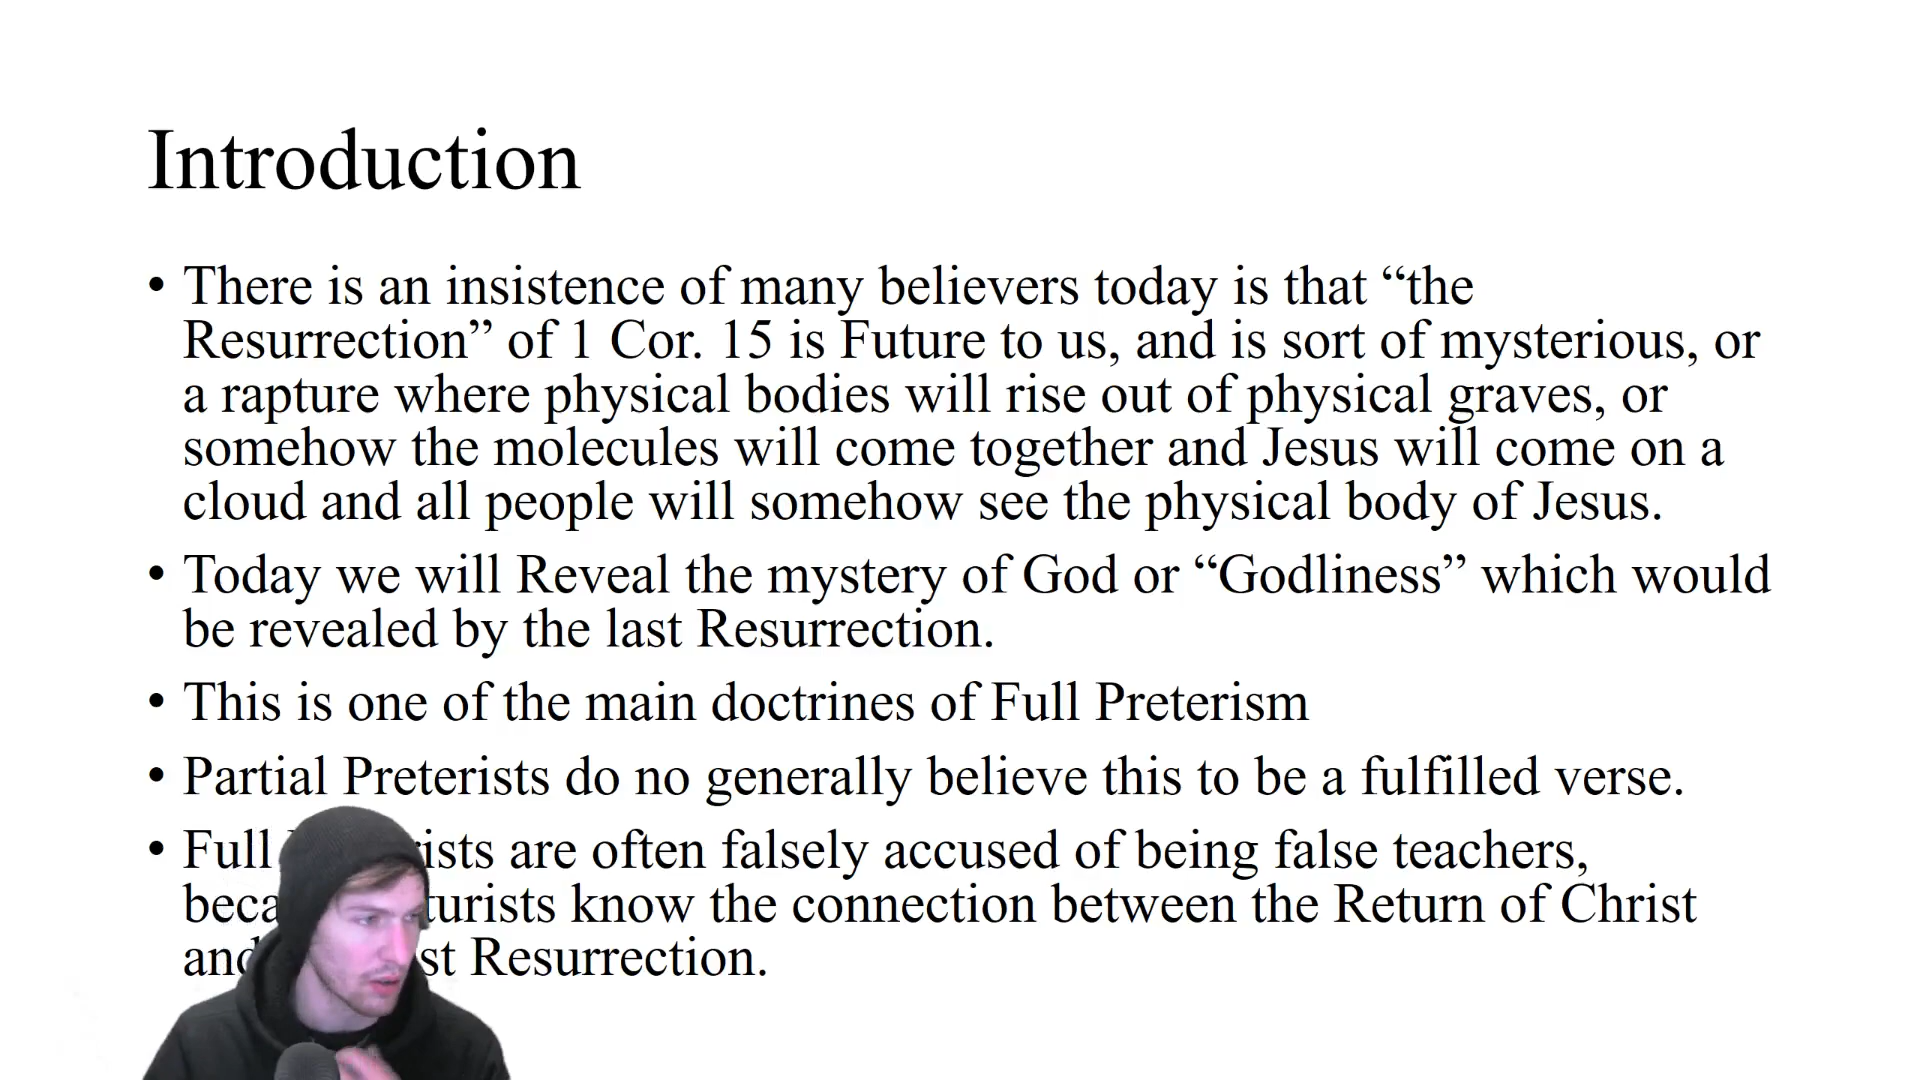 Introduction
• There is an insistence of many believers today is that “the
Resurrection” of 1 Cor. 15 is Future to us, and is sort of mysterious, or
a rapture where physical bodies will rise out of physical graves, or
somehow the molecules will come together and Jesus will come on a
cloud and all people will somehow see the physical body of Jesus.
• Today we will Reveal the mystery of God or “Godliness” which would
be revealed by the last Resurrection.
• This is one of the main doctrines of Full Preterism
• Partial Preterists do no generally believe this to be a fulfilled verse.
• Full are often falsely accused of being false teachers,
know the connection between the Return of Christ
Resurrection.